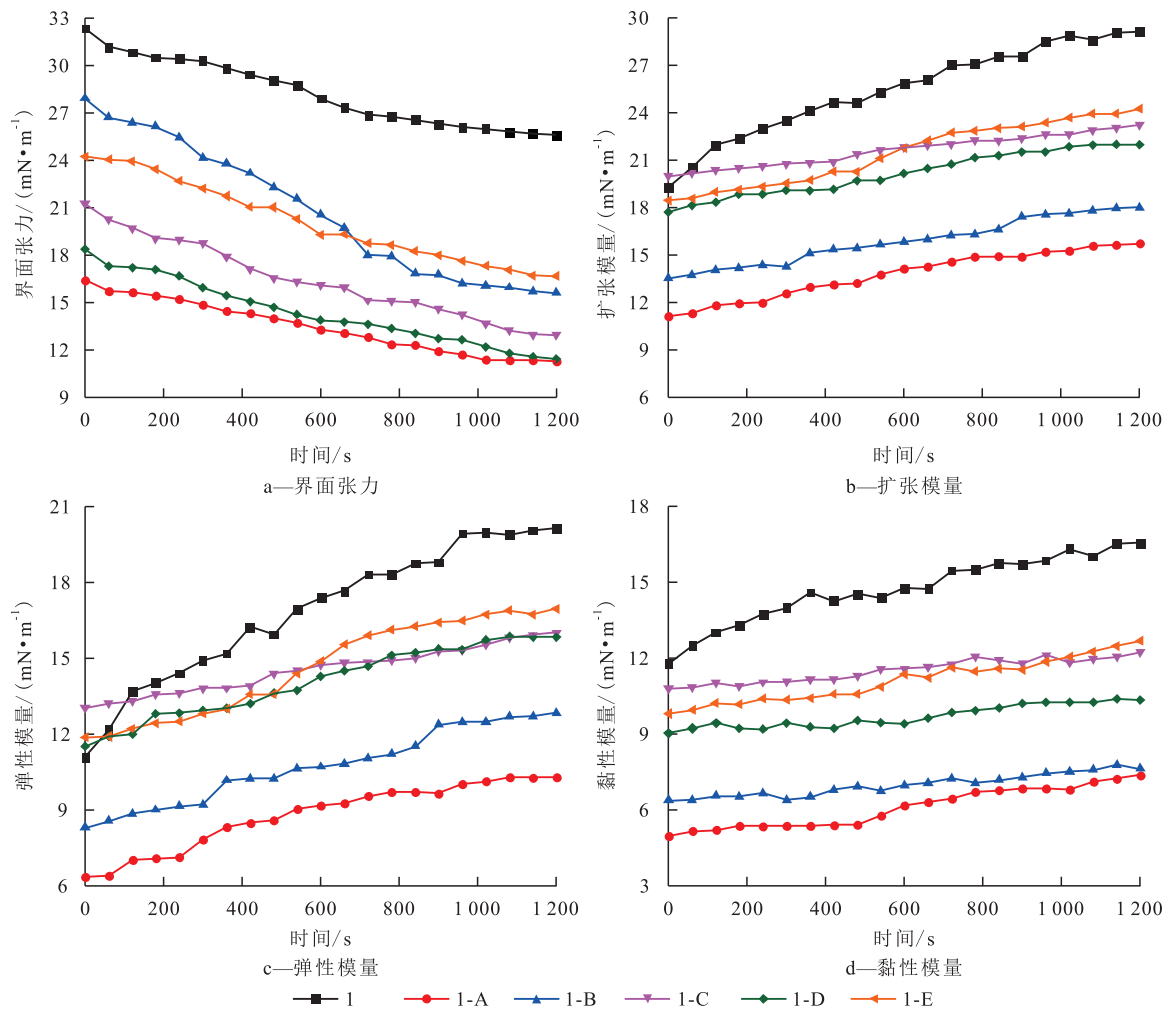 33
30
27
24
21
18
15
12
9
界面张力/(mN•m⁻¹)
0 200 400 600 800 1 000 1 200
时间/s
a—界面张力
30
27
24
21
18
15
12
9
6
扩张模量/(mN•m⁻¹)
0 200 400 600 800 1 000 1 200
时间/s
b—扩张模量
21
18
15
12
9
6
弹性模量/(mN•m⁻¹)
0 200 400 600 800 1 000 1 200
时间/s
c—弹性模量
18
15
12
9
6
3
黏性模量/(mN•m⁻¹)
0 200 400 600 800 1 000 1 200
时间/s
d—黏性模量
1 1-A 1-B 1-C 1-D 1-E